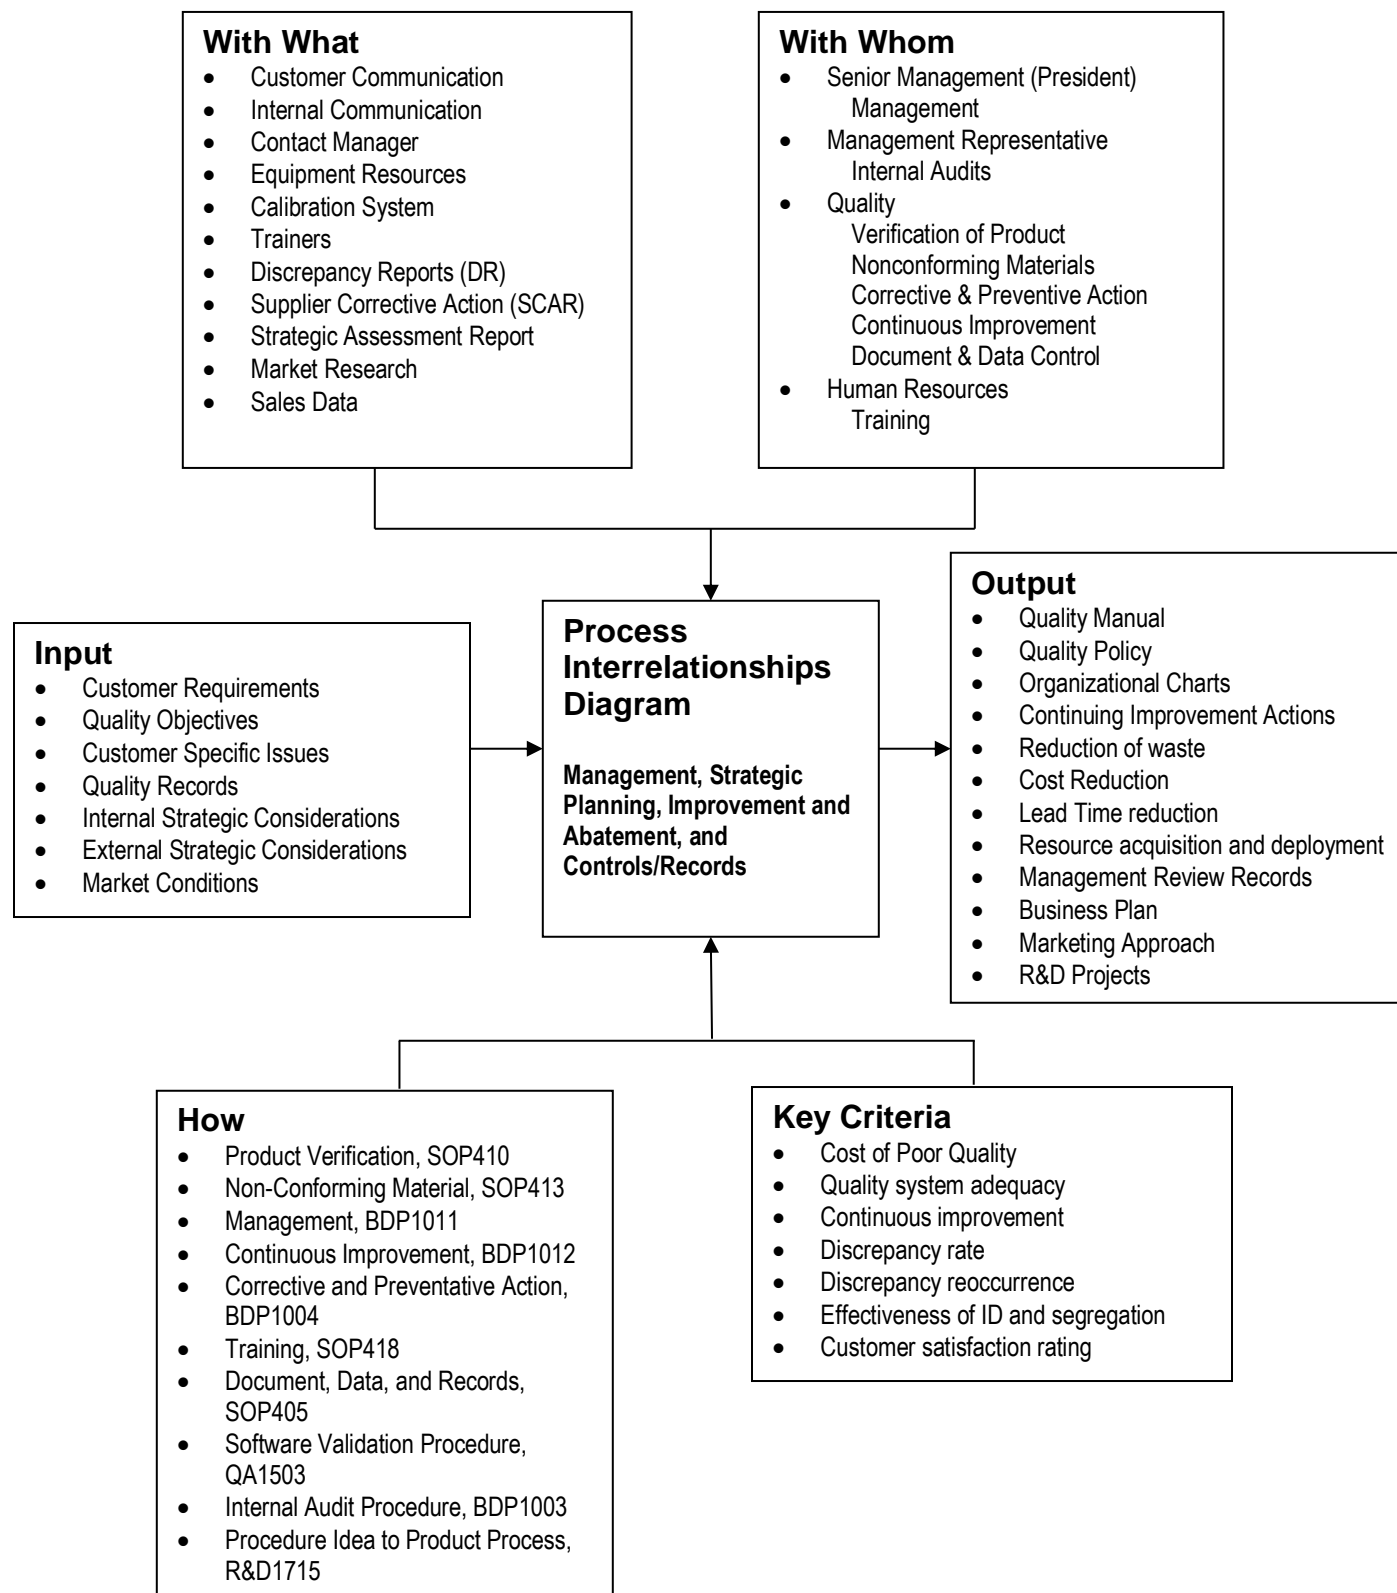 With What
• Customer Communication
• Internal Communication
• Contact Manager
• Equipment Resources
• Calibration System
• Trainers
• Discrepancy Reports (DR)
• Supplier Corrective Action (SCAR)
• Strategic Assessment Report
• Market Research
• Sales Data
With Whom
• Senior Management (President)
Management
• Management Representative
Internal Audits
• Quality
Verification of Product
Nonconforming Materials
Corrective & Preventive Action
Continuous Improvement
Document & Data Control
• Human Resources
Training
Input
• Customer Requirements
• Quality Objectives
• Customer Specific Issues
• Quality Records
• Internal Strategic Considerations
• External Strategic Considerations
• Market Conditions
Process
Interrelationships
Diagram
Management, Strategic
Planning, Improvement and
Abatement, and
Controls/Records
Output
• Quality Manual
• Quality Policy
• Organizational Charts
• Continuing Improvement Actions
• Reduction of waste
• Cost Reduction
• Lead Time reduction
• Resource acquisition and deployment
• Management Review Records
• Business Plan
• Marketing Approach
• R&D Projects
How
• Product Verification, SOP410
• Non-Conforming Material, SOP413
• Management, BDP1011
• Continuous Improvement, BDP1012
• Corrective and Preventative Action,
BDP1004
• Training, SOP418
• Document, Data, and Records,
SOP405
• Software Validation Procedure,
QA1503
• Internal Audit Procedure, BDP1003
• Procedure Idea to Product Process,
R&D1715
Key Criteria
• Cost of Poor Quality
• Quality system adequacy
• Continuous improvement
• Discrepancy rate
• Discrepancy reoccurrence
• Effectiveness of ID and segregation
• Customer satisfaction rating